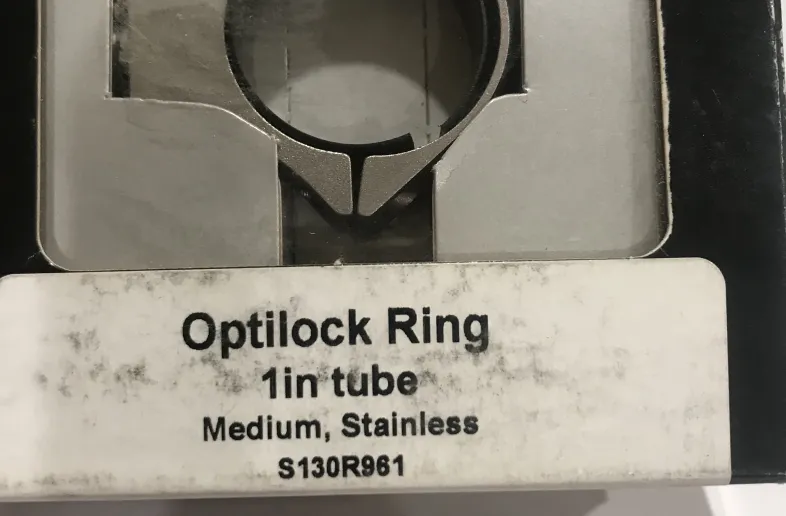 Optilock Ring
1in tube
Medium, Stainless
S130R961